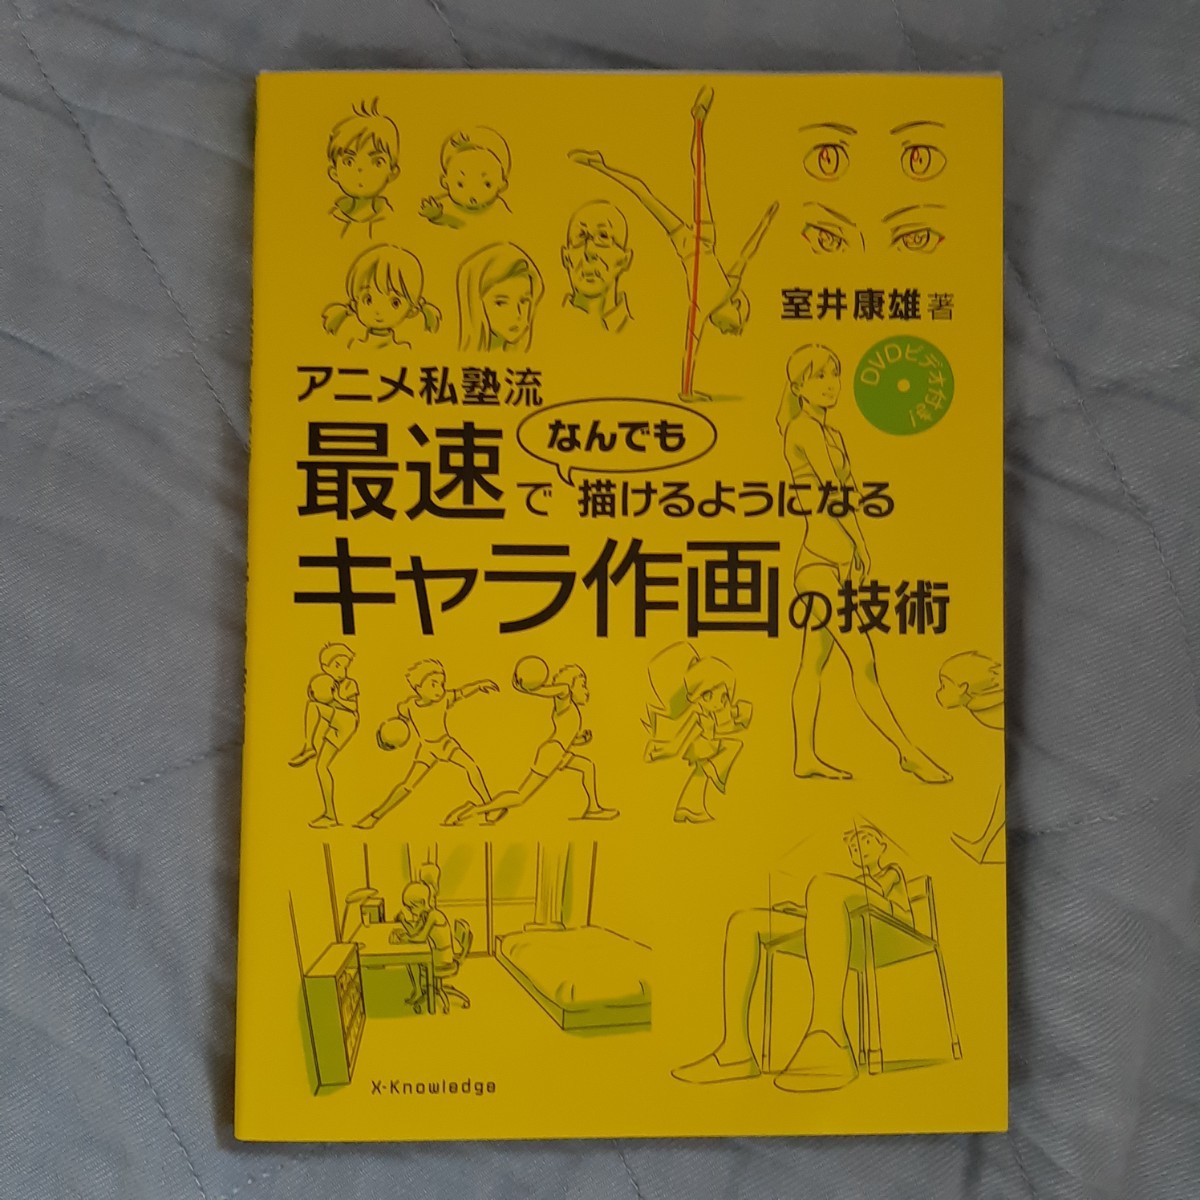 室井康雄著
DVDビデオ付き!
アニメ私塾流
なんでも
最速で描けるようになる
キャラ作画の技術
X-Knowledge